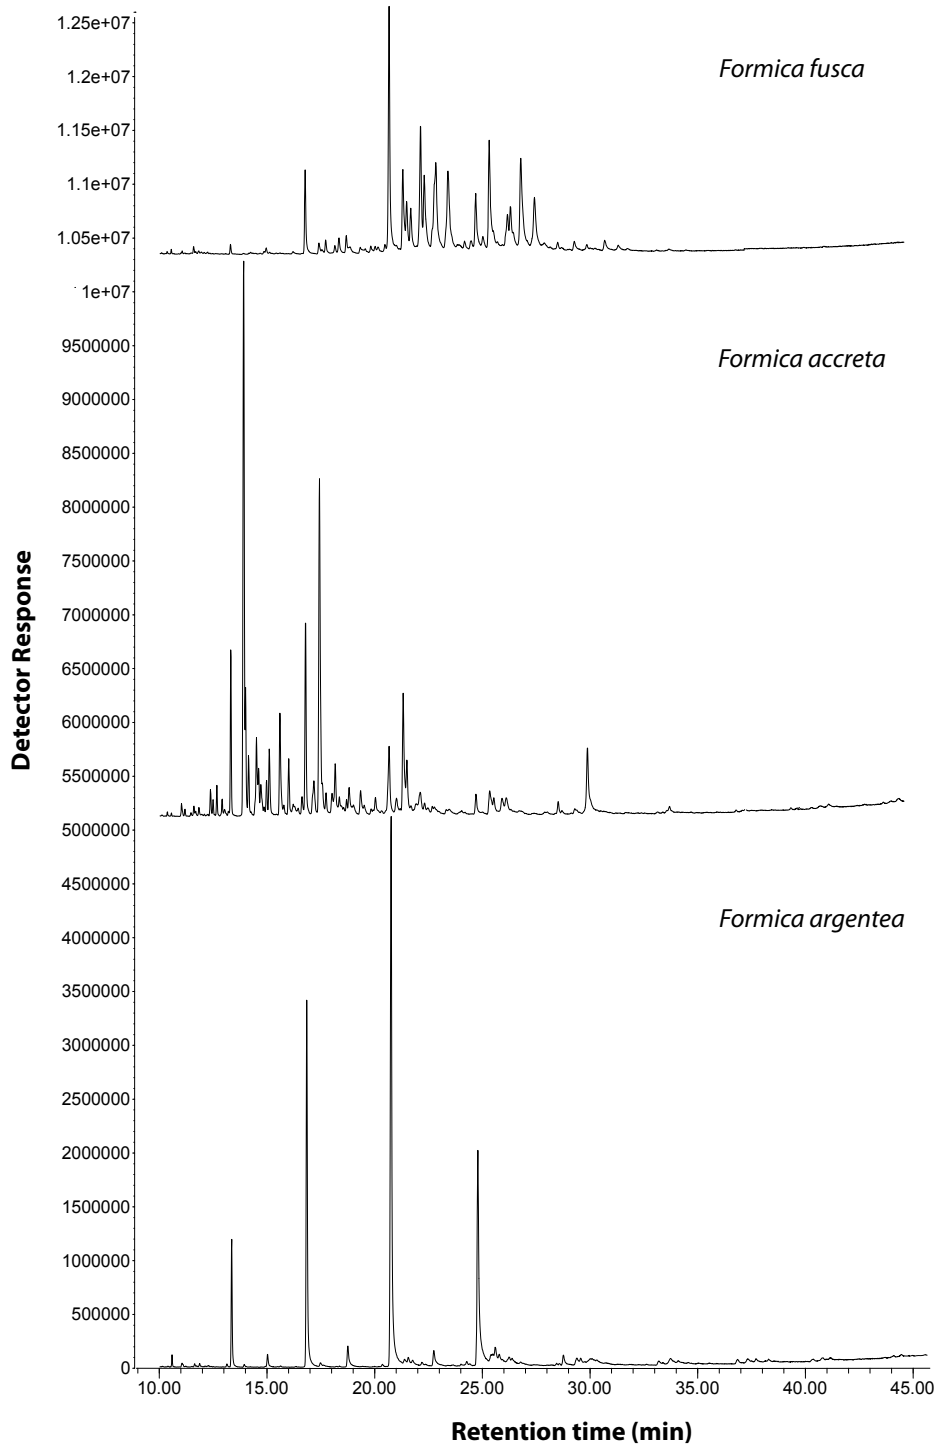 1.25e+07
Formica fusca
1.2e+07
1.15e+07
1.1e+07
1.05e+07
1e+07
Formica accreta
9500000
9000000
8500000
8000000
7500000
7000000
6500000
6000000
5500000
5000000
Detector Response
Formica argentea
4500000
4000000
3500000
3000000
2500000
2000000
1500000
1000000
500000
0
10.00 15.00 20.00 25.00 30.00 35.00 40.00 45.00
Retention time (min)